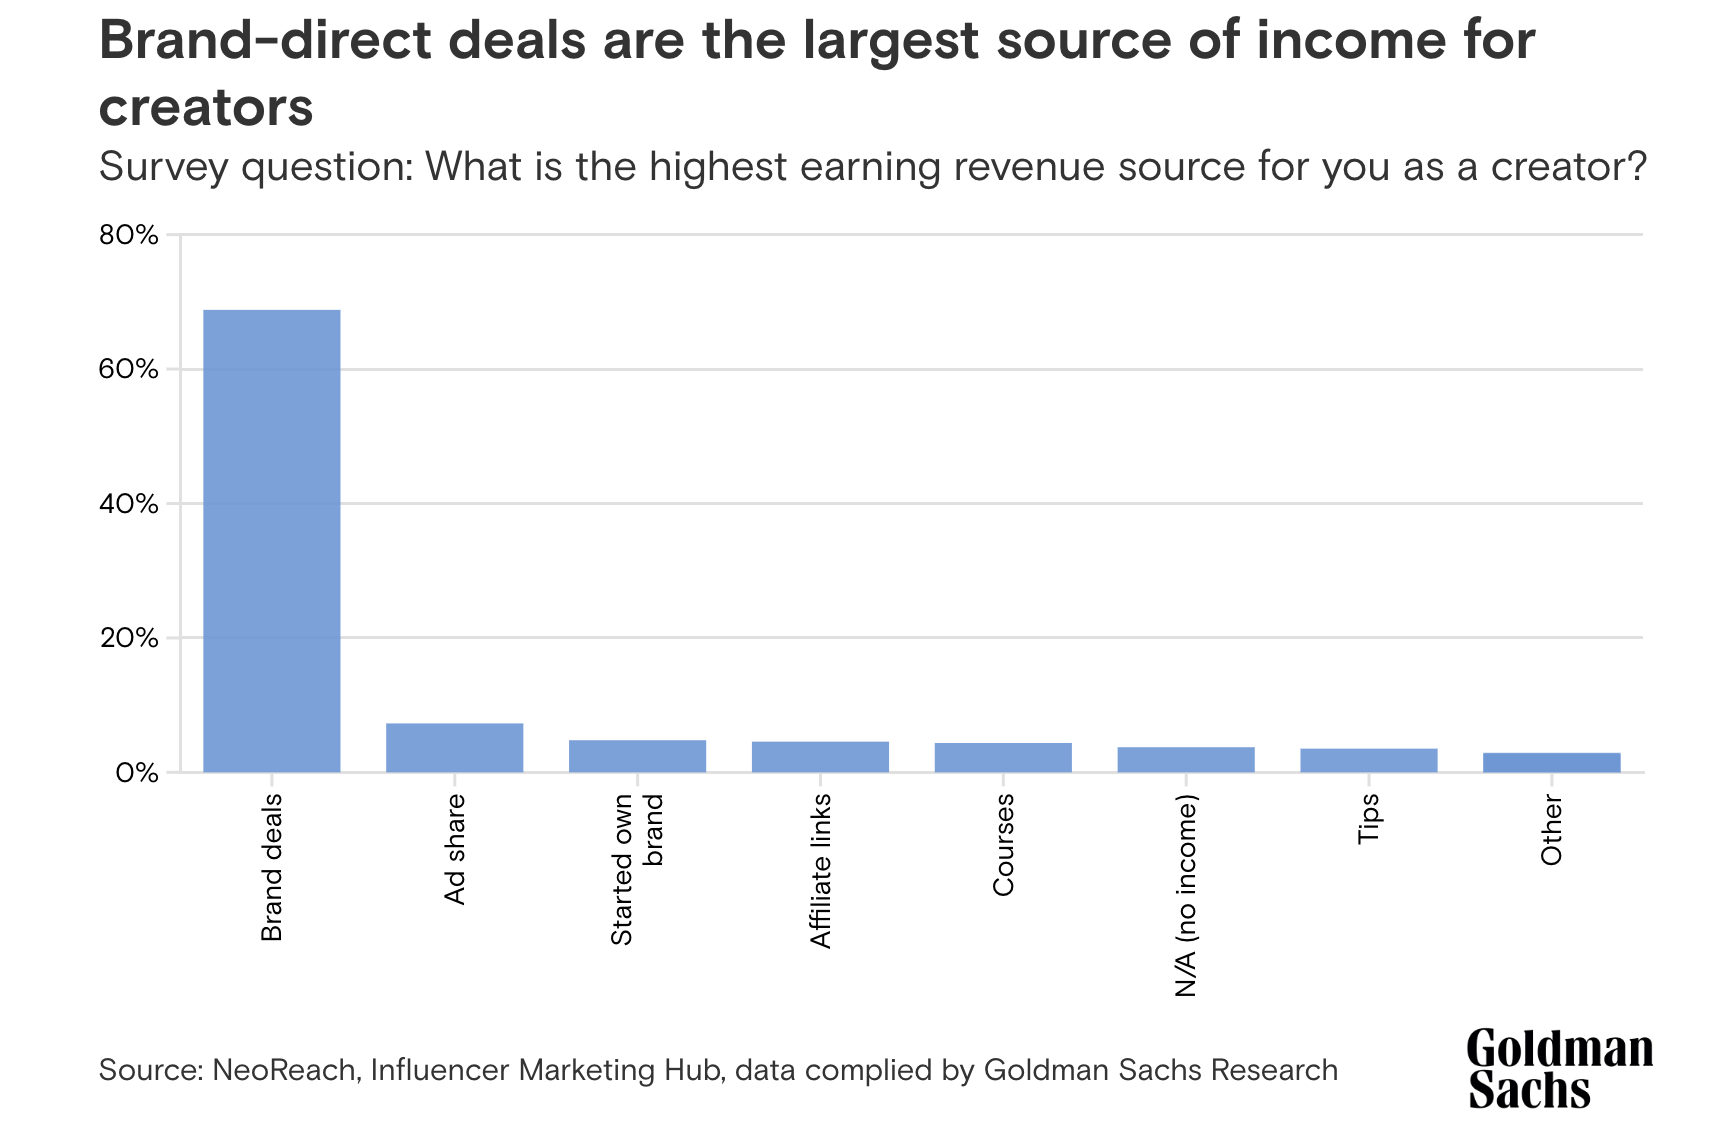 Brand-direct deals are the largest source of income for
creators
Survey question: What is the highest earning revenue source for you as a creator?
80%
60%
40%
20%
0%
Brand deals
Ad share
Started own
brand
Affiliate links
Courses
N/A (no income)
Tips
Other
Source: NeoReach, Influencer Marketing Hub, data complied by Goldman Sachs Research
Goldman
Sachs